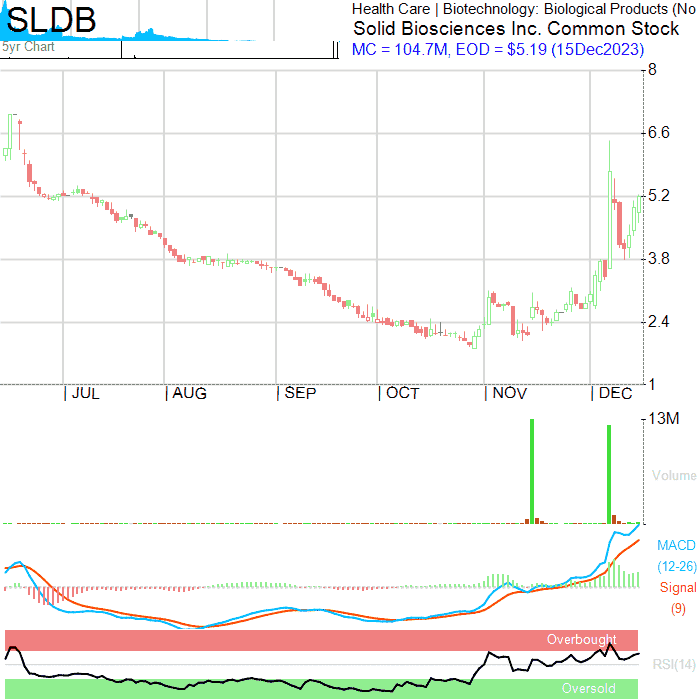 SLDB
Health Care | Biotechnology: Biological Products (No
Solid Biosciences Inc. Common Stock
5yr Chart
MC = 104.7M, EOD = $5.19 (15Dec2023)
8
6.6
5.2
3.8
2.4
1
| JUL | AUG | SEP | OCT | NOV | DEC
13M
Volume
MACD
(12-26)
Signal
(9)
Overbought
RSI(14)
Oversold